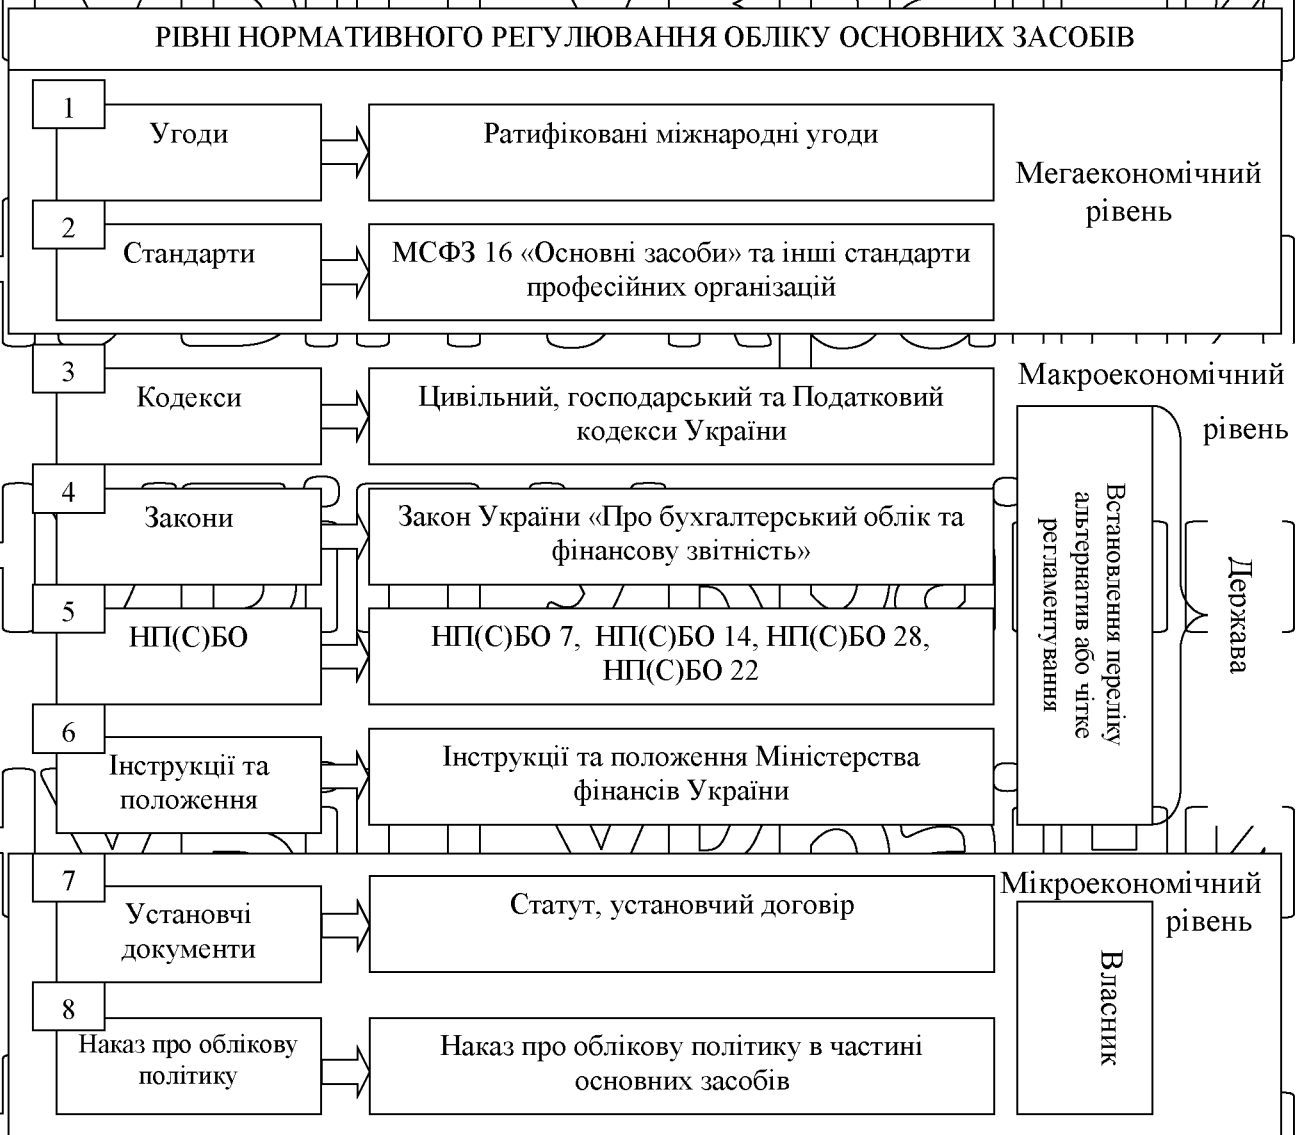 РІВНІ НОРМАТИВНОГО РЕГУЛЮВАННЯ ОБЛІКУ ОСНОВНИХ ЗАСОБІВ
1
Угоди
Ратифіковані міжнародні угоди
Мегаекономічний
рівень
2
Стандарти
МСФЗ 16 «Основні засоби» та інші стандарти
професійних організацій
3
Кодекси
Цивільний, господарський та Податковий
кодекси України
Макроекономічний
рівень
4
Закони
Закон України «Про бухгалтерський облік та
фінансову звітність»
5
НП(С)БО
НП(С)БО 7, НП(С)БО 14, НП(С)БО 28,
НП(С)БО 22
6
Інструкції та
положення
Інструкції та положення Міністерства
фінансів України
Встановлення переліку
альтернатив або чітке
регламентування
Держава
7
Установчі
документи
Статут, установчий договір
Мікроекономічний
рівень
8
Наказ про облікову
політику
Наказ про облікову політику в частині
основних засобів
Власник